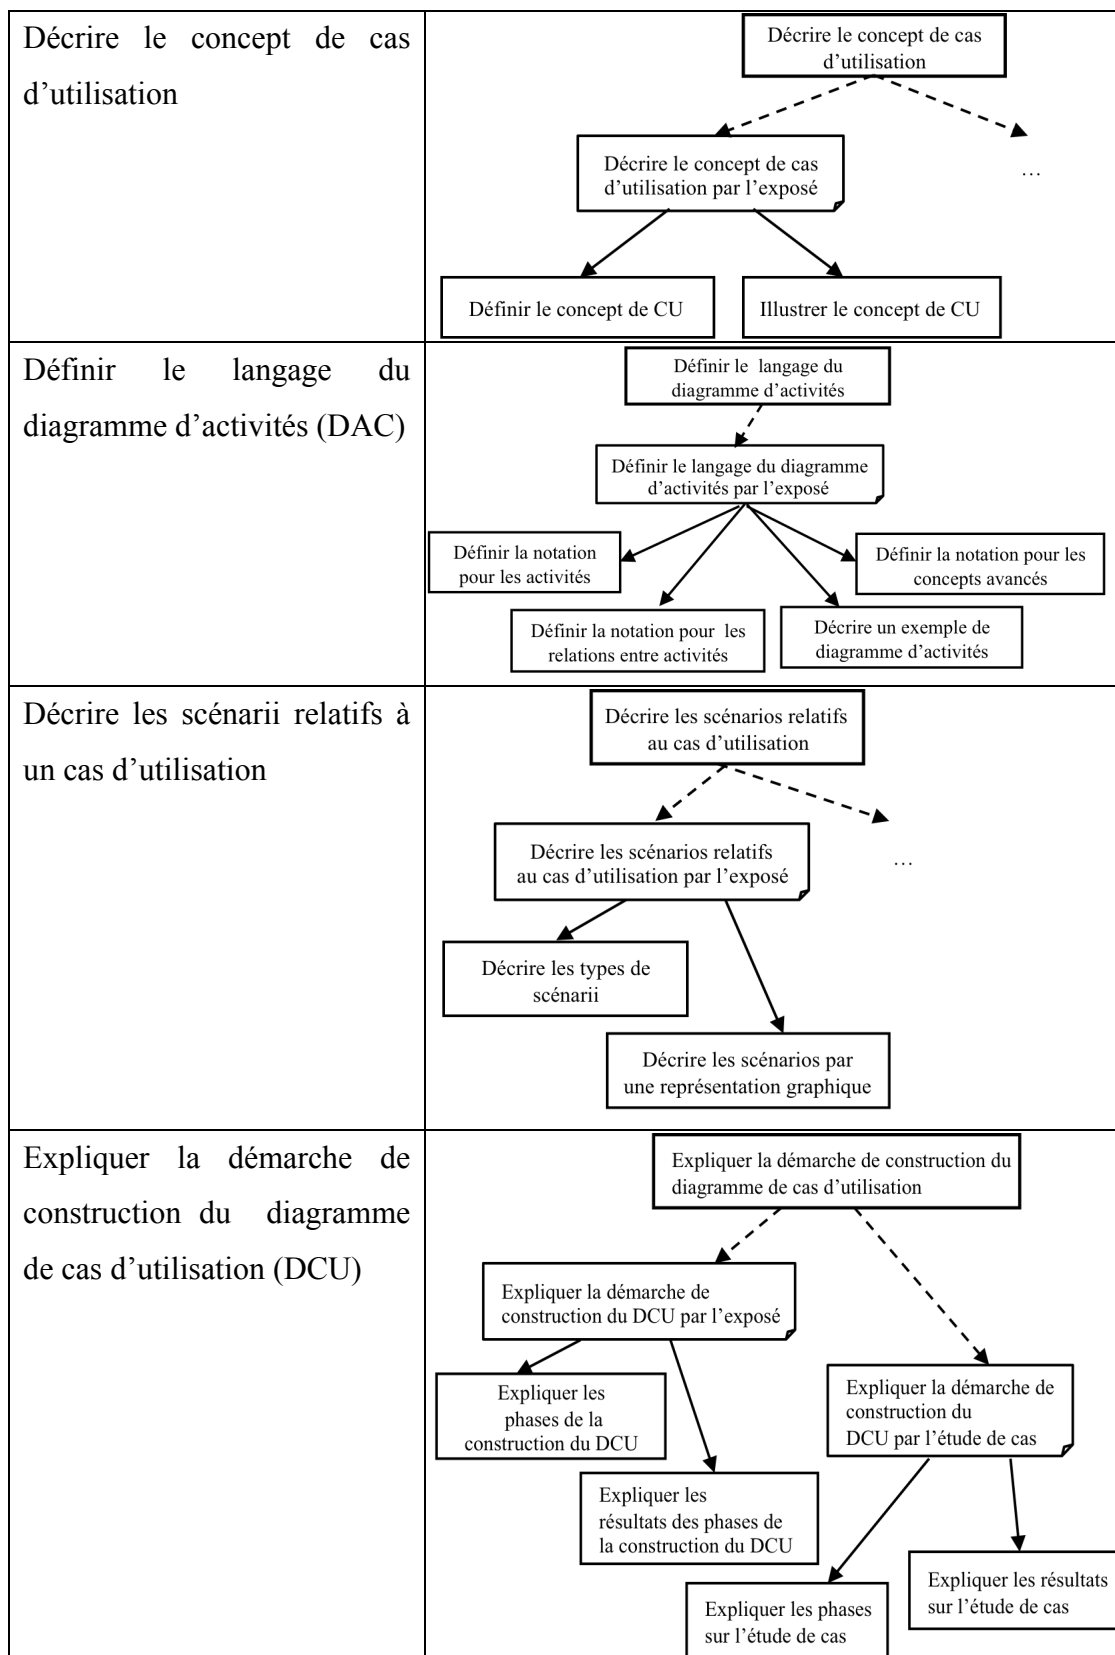 Décrire le concept de cas
d’utilisation
Décrire le concept de cas
d’utilisation
Décrire le concept de cas
d’utilisation par l’exposé
…
Définir le concept de CU
Illustrer le concept de CU
Définir le langage du
diagramme d’activités (DAC)
Définir le langage du
diagramme d’activités
Définir le langage du diagramme
d’activités par l’exposé
Définir la notation
pour les activités
Définir la notation pour les
concepts avancés
Définir la notation pour les
relations entre activités
Décrire un exemple de
diagramme d’activités
Décrire les scénarii relatifs à
un cas d’utilisation
Décrire les scénarios relatifs
au cas d’utilisation
Décrire les scénarios relatifs
au cas d’utilisation par l’exposé
…
Décrire les types de
scénarii
Décrire les scénarios par
une représentation graphique
Expliquer la démarche de
construction du diagramme
de cas d’utilisation (DCU)
Expliquer la démarche de construction du
diagramme de cas d’utilisation
Expliquer la démarche de
construction du DCU par l’exposé
Expliquer les
phases de la
construction du DCU
Expliquer la démarche de
construction du
DCU par l’étude de cas
Expliquer les
résultats des phases de
la construction du DCU
Expliquer les résultats
sur l’étude de cas
Expliquer les phases
sur l’étude de cas